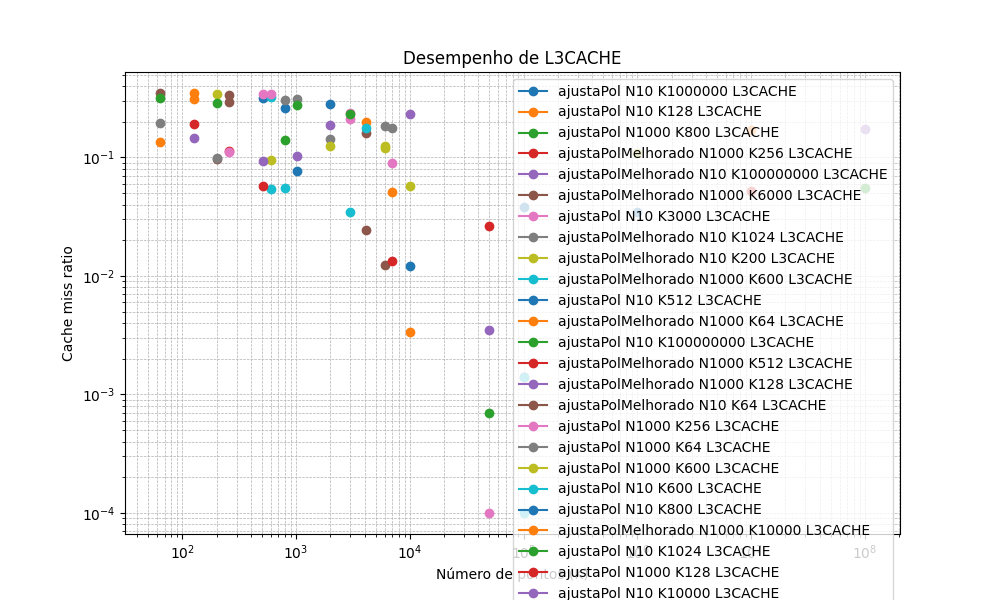 Desempenho de L3CACHE
Cache miss ratio
10⁻¹
10⁻²
10⁻³
10⁻⁴
10²
10³
10⁴
10⁸
Número de pontos
ajustaPol N10 K1000000 L3CACHE
ajustaPol N10 K128 L3CACHE
ajustaPol N1000 K800 L3CACHE
ajustaPolMelhorado N1000 K256 L3CACHE
ajustaPolMelhorado N10 K100000000 L3CACHE
ajustaPolMelhorado N1000 K6000 L3CACHE
ajustaPol N10 K3000 L3CACHE
ajustaPolMelhorado N10 K1024 L3CACHE
ajustaPolMelhorado N10 K200 L3CACHE
ajustaPolMelhorado N1000 K600 L3CACHE
ajustaPol N10 K512 L3CACHE
ajustaPolMelhorado N1000 K64 L3CACHE
ajustaPol N10 K100000000 L3CACHE
ajustaPolMelhorado N1000 K512 L3CACHE
ajustaPolMelhorado N1000 K128 L3CACHE
ajustaPolMelhorado N10 K64 L3CACHE
ajustaPol N1000 K256 L3CACHE
ajustaPol N1000 K64 L3CACHE
ajustaPol N1000 K600 L3CACHE
ajustaPol N10 K600 L3CACHE
ajustaPol N10 K800 L3CACHE
ajustaPolMelhorado N1000 K10000 L3CACHE
ajustaPol N10 K1024 L3CACHE
ajustaPol N1000 K128 L3CACHE
ajustaPol N10 K10000 L3CACHE